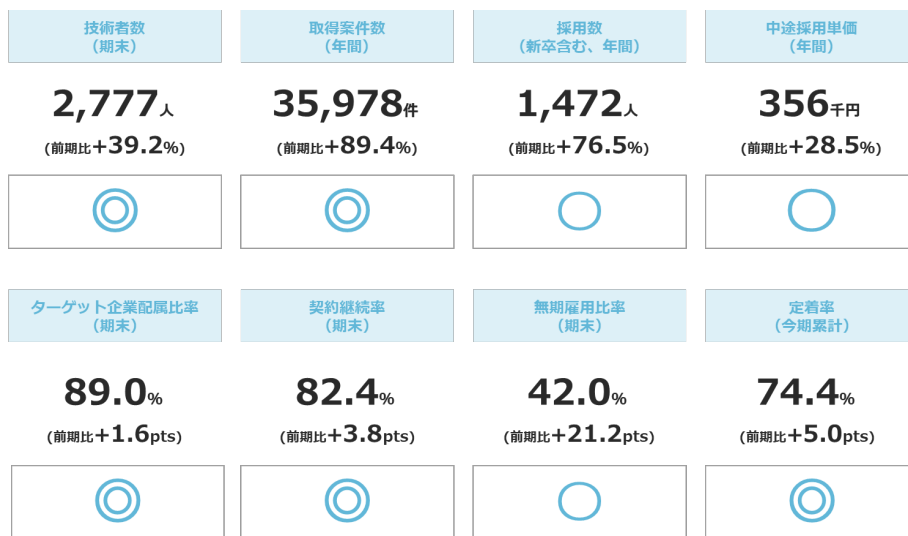 技術者数
（期末）
2,777人
(前期比+39.2%)
◎
取得案件数
（年間）
35,978件
(前期比+89.4%)
◎
採用数
（新卒含む、年間）
1,472人
(前期比+76.5%)
○
中途採用単価
（年間）
356千円
(前期比+28.5%)
○
ターゲット企業配属比率
（期末）
89.0%
(前期比+1.6pts)
◎
契約継続率
（期末）
82.4%
(前期比+3.8pts)
◎
無期雇用比率
（期末）
42.0%
(前期比+21.2pts)
○
定着率
（今期累計）
74.4%
(前期比+5.0pts)
◎